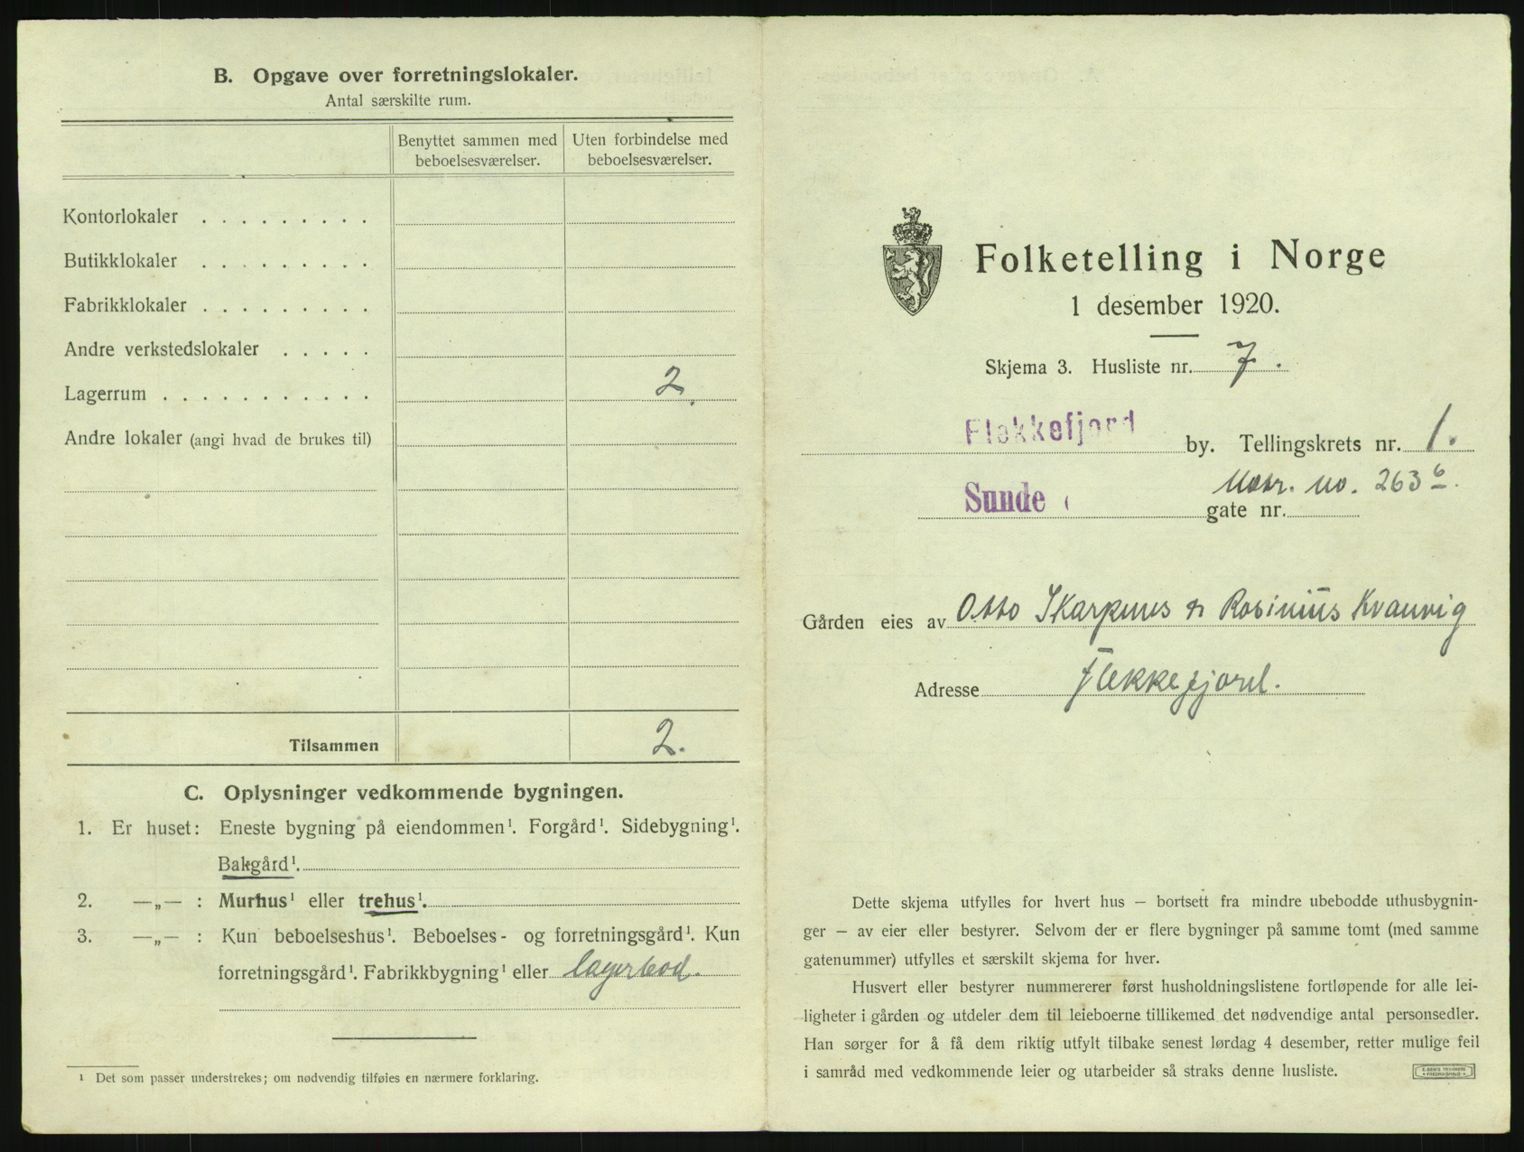 B. Opgave over forretningslokaler.
Antal særskilte rum.
Benyttet sammen med beboelsesværelser.
Uten forbindelse med beboelsesværelser.
Kontorlokaler . . . . . . . . .
Butikklokaler . . . . . . . . .
Fabrikklokaler . . . . . . . . .
Andre verkstedslokaler . . . . .
Lagerrum . . . . . . . . . . . 2.
Andre lokaler (angi hvad de brukes til)
Tilsammen 2.
C. Oplysninger vedkommende bygningen.
1. Er huset: Eneste bygning på eiendommen¹. Forgård¹. Sidebygning¹.
Bakgård¹.
2. —„— : Murhus¹ eller trehus¹.
3. —„— : Kun beboelseshus¹. Beboelses- og forretningsgård¹. Kun
forretningsgård¹. Fabrikkbygning¹ eller lagerbod.
¹ Det som passer understrekes; om nødvendig tilføies en nærmere forklaring.
Folketelling i Norge
1 desember 1920.
Skjema 3. Husliste nr. 7.
Flekkefjord by. Tellingskrets nr. 1.
Matr. no. 263 b.
Sunde gate nr.
Gården eies av Otto Skarpnus & Rosinius Kvanvig
Adresse Flekkefjord.
Dette skjema utfylles for hvert hus — bortsett fra mindre ubebodde uthusbygnin-
ger — av eier eller bestyrer. Selvom der er flere bygninger på samme tomt (med samme
gatenummer) utfylles et særskilt skjema for hver.
Husvert eller bestyrer nummererer først husholdningslistene fortløpende for alle lei-
ligheter i gården og utdeler dem til leieboerne tillikemed det nødvendige antal personsedler.
Han sørger for å få dem riktig utfylt tilbake senest lørdag 4 desember, retter mulige feil
i samråd med vedkommende leier og utarbeider så straks denne husliste.